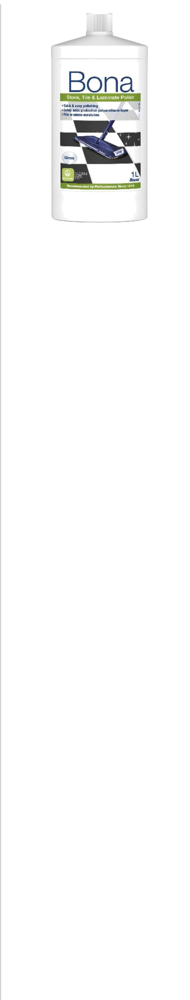 Bona
Stone, Tile & Laminate Polish
• Quick & easy polishing
• Safely adds protective polyurethane layer
• Fills in micro-scratches
Gloss
1L
Bona
Recommended by Professionals Since 1919